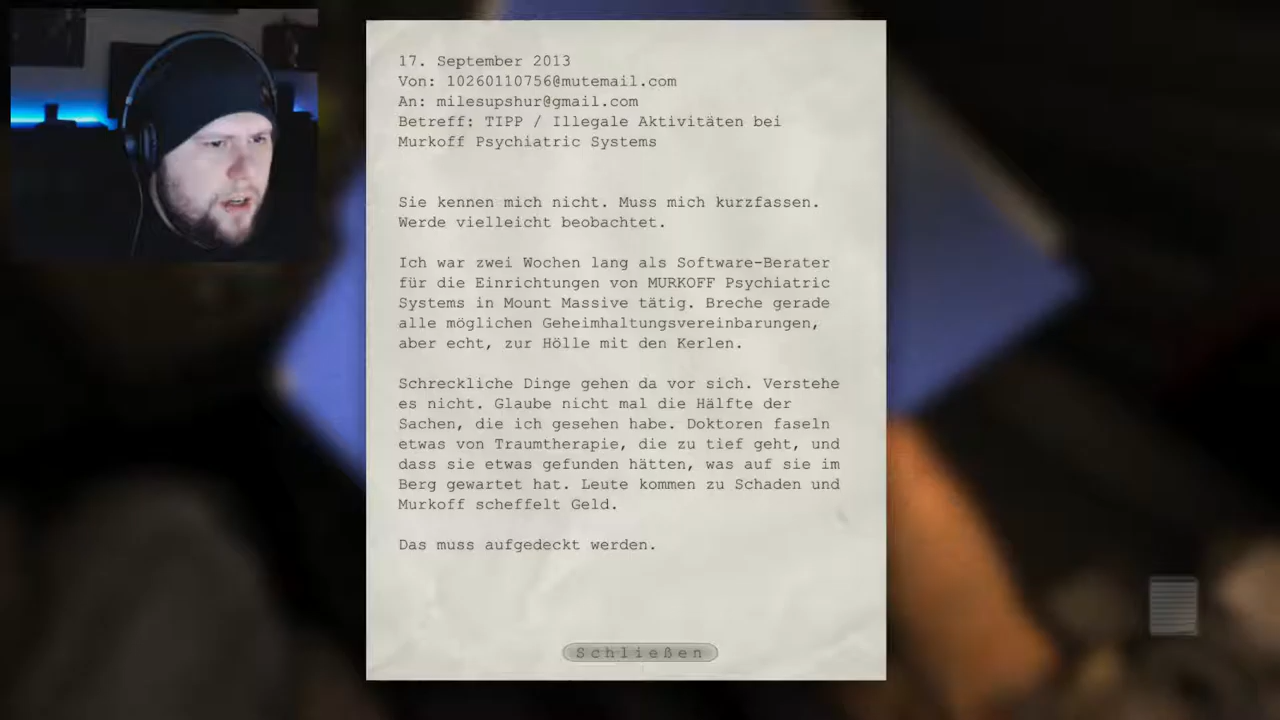 17. September 2013
Von: 10260110756@mutemail.com
An: milesupshur@gmail.com
Betreff: TIPP / Illegale Aktivitäten bei
Murkoff Psychiatric Systems
Sie kennen mich nicht. Muss mich kurzfassen.
Werde vielleicht beobachtet.
Ich war zwei Wochen lang als Software-Berater
für die Einrichtungen von MURKOFF Psychiatric
Systems in Mount Massive tätig. Breche gerade
alle möglichen Geheimhaltungsvereinbarungen,
aber echt, zur Hölle mit den Kerlen.
Schreckliche Dinge gehen da vor sich. Verstehe
es nicht. Glaube nicht mal die Hälfte der
Sachen, die ich gesehen habe. Doktoren faseln
etwas von Traumtherapie, die zu tief geht, und
dass sie etwas gefunden hätten, was auf sie im
Berg gewartet hat. Leute kommen zu Schaden und
Murkoff scheffelt Geld.
Das muss aufgedeckt werden.
Schließen